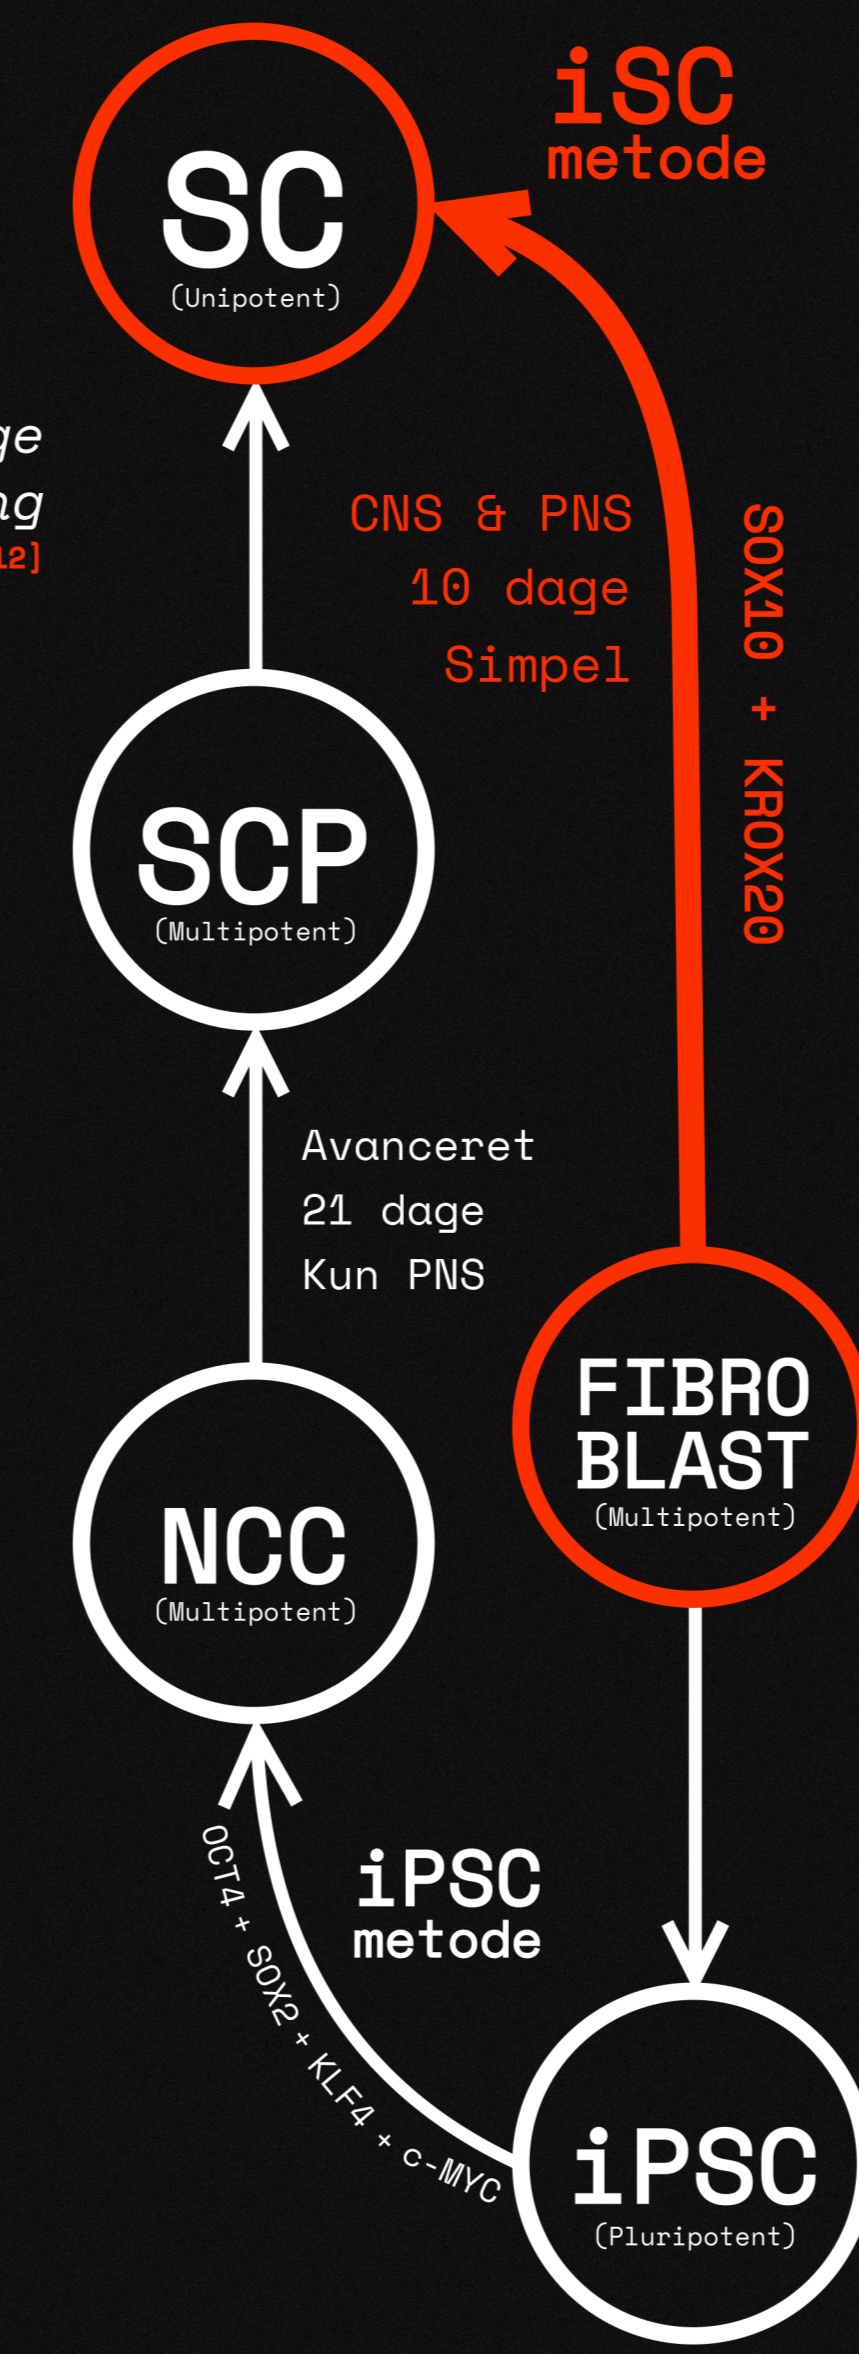 iSC
metode
SC
(Unipotent)
CNS & PNS
10 dage
Simpel
SOX10 + KROX20
SCP
(Multipotent)
Avanceret
21 dage
Kun PNS
FIBRO
BLAST
(Multipotent)
NCC
(Multipotent)
iPSC
metode
OCT4 + SOX2 + KLF4 + c-MYC
iPSC
(Pluripotent)